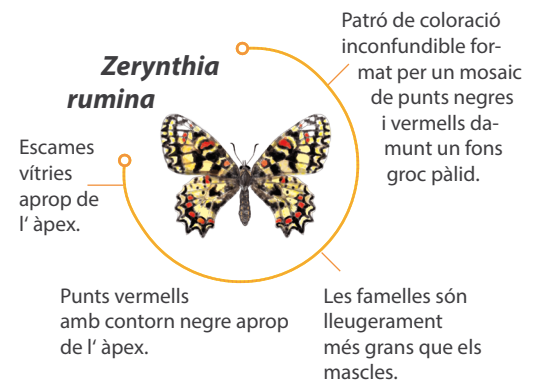 Zerynthia
rumina
Patró de coloració
inconfundible for-
mat per un mosaic
de punts negres
i vermells da-
munt un fons
groc pàlid.
Escames
vítries
aprop de
l‘ àpex.
Punts vermells
amb contorn negre aprop
de l‘ àpex.
Les famelles són
lleugerament
més grans que els
mascles.